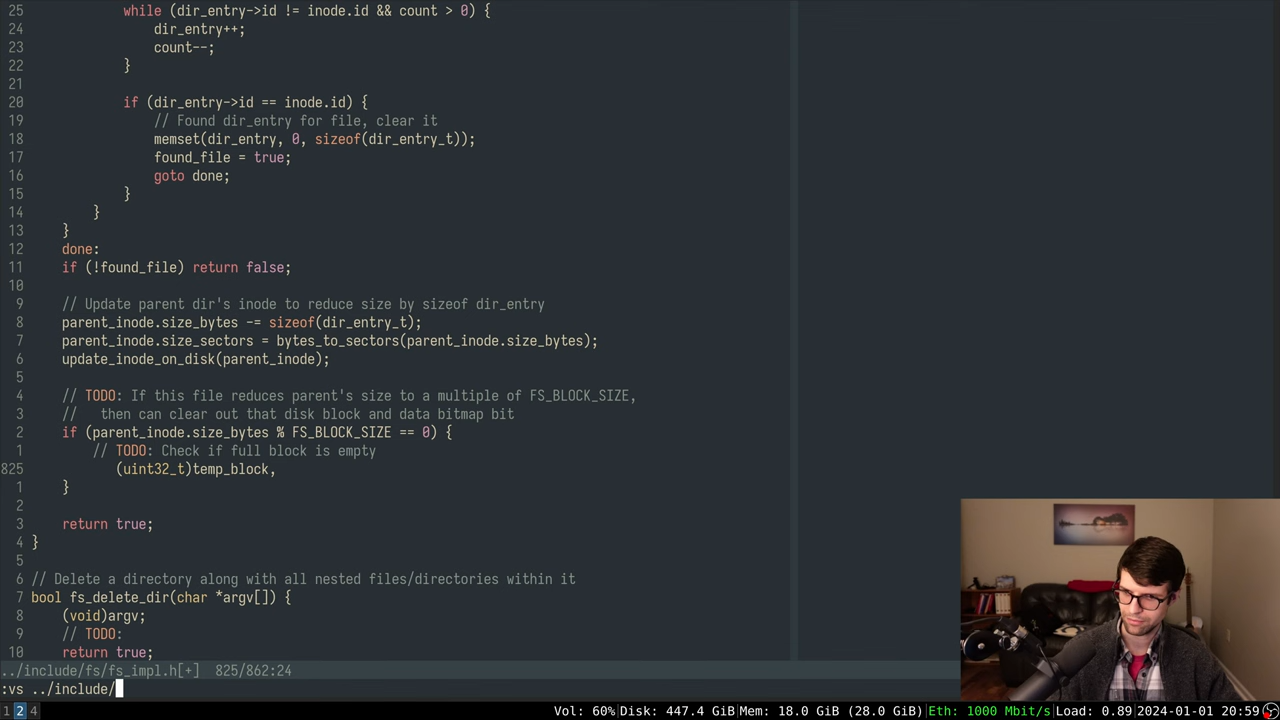 25             while (dir_entry->id != inode.id && count > 0) {
24                 dir_entry++;
23                 count--;
22             }
21
20             if (dir_entry->id == inode.id) {
19                 // Found dir_entry for file, clear it
18                 memset(dir_entry, 0, sizeof(dir_entry_t));
17                 found_file = true;
16                 goto done;
15             }
14         }
13     }
12     done:
11     if (!found_file) return false;
10
9     // Update parent dir's inode to reduce size by sizeof dir_entry
8     parent_inode.size_bytes -= sizeof(dir_entry_t);
7     parent_inode.size_sectors = bytes_to_sectors(parent_inode.size_bytes);
6     update_inode_on_disk(parent_inode);
5
4     // TODO: If this file reduces parent's size to a multiple of FS_BLOCK_SIZE,
3     //   then can clear out that disk block and data bitmap bit
2     if (parent_inode.size_bytes % FS_BLOCK_SIZE == 0) {
1         // TODO: Check if full block is empty
825            (uint32_t)temp_block,
1     }
2
3     return true;
4 }
5
6 // Delete a directory along with all nested files/directories within it
7 bool fs_delete_dir(char *argv[]) {
8     (void)argv;
9     // TODO:
10     return true;
../include/fs/fs_impl.h[+]  825/862:24
:vs ../include/
1 2 4 Vol: 60%|Disk: 447.4 GiB|Mem: 18.0 GiB (28.0 GiB)|Eth: 1000 Mbit/s|Load: 0.89|2024-01-01 20:59